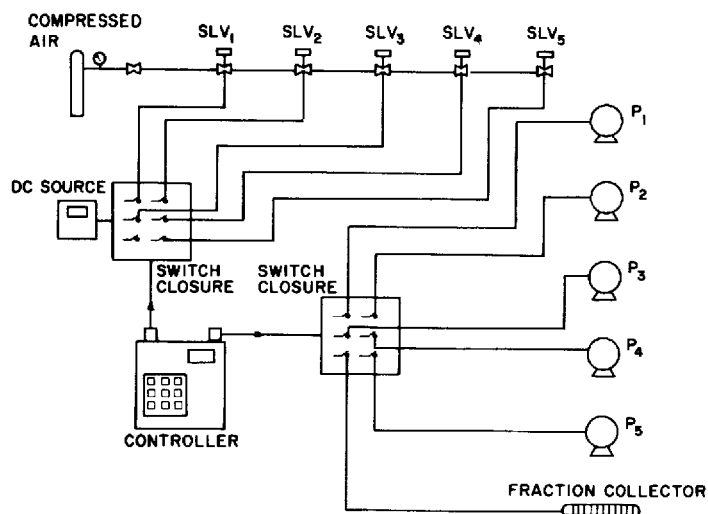 COMPRESSED
AIR
SLV1
SLV2
SLV3
SLV4
SLV5
P1
DC SOURCE
P2
SWITCH
CLOSURE
SWITCH
CLOSURE
P3
P4
CONTROLLER
P5
FRACTION COLLECTOR